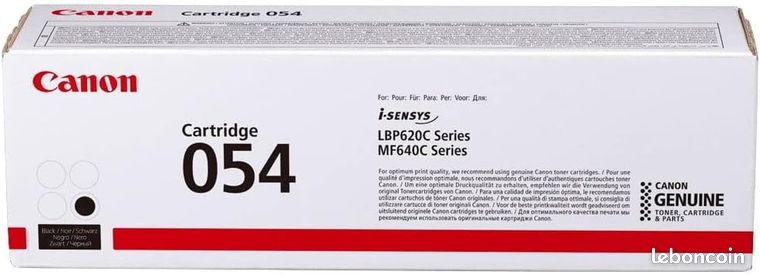 Canon Cartridge 054
Canon
Cartridge
054
For: Pour: Für: Para: Per: Voor: Для:
i-SENSYS
LBP620C Series
MF640C Series
For optimum print quality, we recommend using genuine Canon toner cartridges. / Pour une
qualité d'impression optimale, nous recommandons d'utiliser d'authentiques cartouches toner
Canon. / Um eine optimale Druckqualität zu erhalten, empfehlen wir die Verwendung von
original Tonercartridges von Canon. / Para una calidad de impresión óptima, le recomendamos
utilizar cartuchos de tóner originales Canon. / Per una qualità di stampa ottimale, si consiglia di
utilizzare cartucce di toner originali Canon. / Voor de beste printkwaliteit wordt geadviseerd om
uitsluitend originele Canon-cartridges te gebruiken. / Для оптимального качества печати мы
рекомендуем использовать оригинальные картриджи Canon.
CANON
GENUINE
TONER, CARTRIDGE
& PARTS
Black / Noir / Schwarz
Negro / Nero
Zwart / Черный
leboncoin